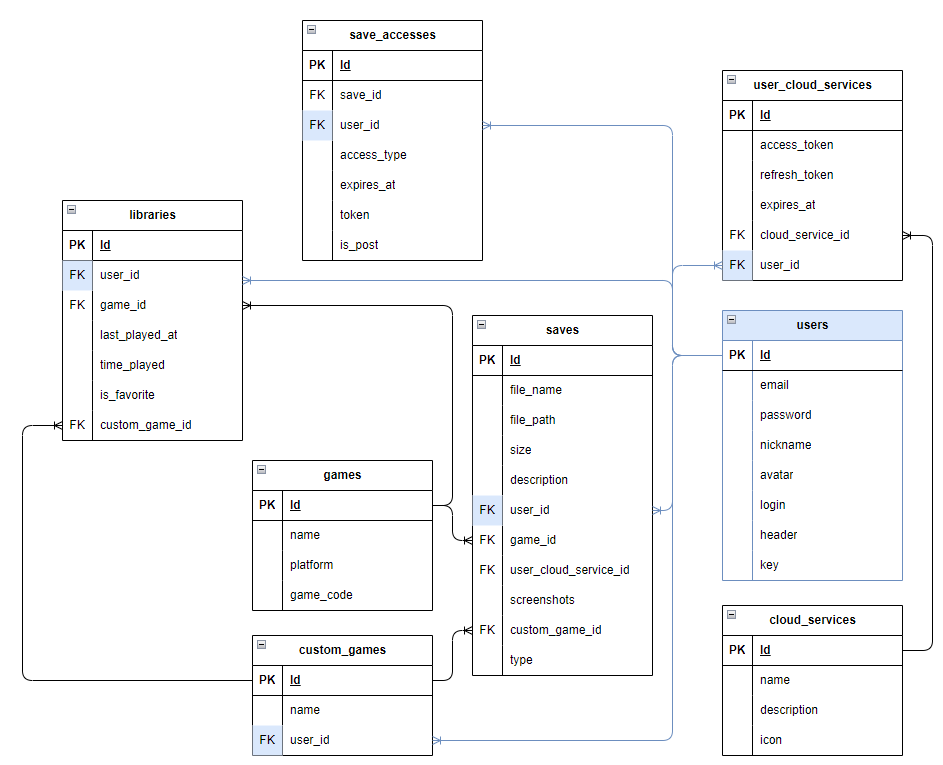 save_accesses
PK Id
FK save_id
FK user_id
access_type
expires_at
token
is_post
user_cloud_services
PK Id
access_token
refresh_token
expires_at
FK cloud_service_id
FK user_id
libraries
PK Id
FK user_id
FK game_id
last_played_at
time_played
is_favorite
FK custom_game_id
saves
PK Id
file_name
file_path
size
description
FK user_id
FK game_id
FK user_cloud_service_id
screenshots
FK custom_game_id
type
users
PK Id
email
password
nickname
avatar
login
header
key
games
PK Id
name
platform
game_code
custom_games
PK Id
name
FK user_id
cloud_services
PK Id
name
description
icon